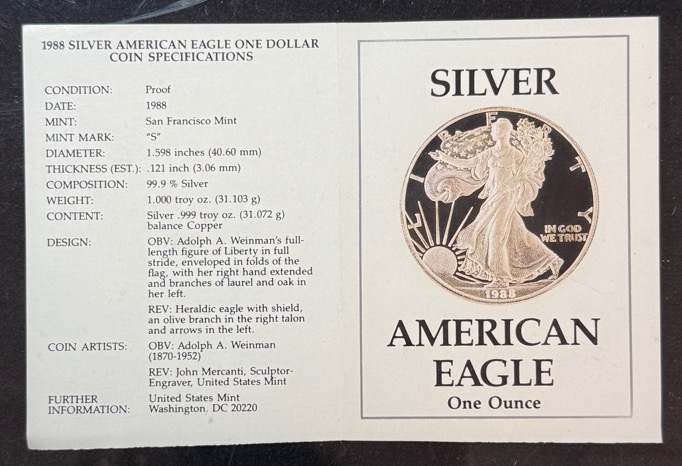 1988 SILVER AMERICAN EAGLE ONE DOLLAR
COIN SPECIFICATIONS
CONDITION: Proof
DATE: 1988
MINT: San Francisco Mint
MINT MARK: "S"
DIAMETER: 1.598 inches (40.60 mm)
THICKNESS (EST.): .121 inch (3.06 mm)
COMPOSITION: 99.9 % Silver
WEIGHT: 1.000 troy oz. (31.103 g)
CONTENT: Silver .999 troy oz. (31.072 g)
balance Copper
DESIGN: OBV: Adolph A. Weinman's full-
length figure of Liberty in full
stride, enveloped in folds of the
flag, with her right hand extended
and branches of laurel and oak in
her left.
REV: Heraldic eagle with shield,
an olive branch in the right talon
and arrows in the left.
COIN ARTISTS: OBV: Adolph A. Weinman
(1870-1952)
REV: John Mercanti, Sculptor-
Engraver, United States Mint
FURTHER United States Mint
INFORMATION: Washington, DC 20220
SILVER
LIBERTY
IN GOD
WE TRUST
1988
AMERICAN
EAGLE
One Ounce